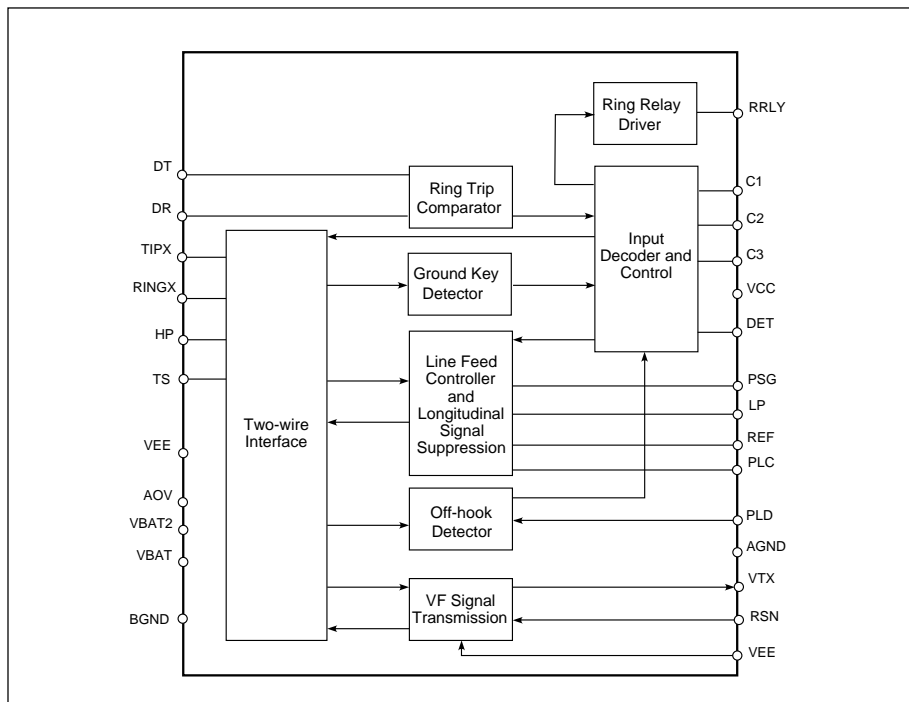 RRLY
Ring Relay
Driver
DT
C1
Ring Trip
Comparator
DR
C2
Input
Decoder and
Control
TIPX
C3
Ground Key
Detector
RINGX
VCC
HP
DET
Line Feed
Controller
and
Longitudinal
Signal
Suppression
TS
PSG
LP
Two-wire
Interface
REF
VEE
PLC
AOV
Off-hook
Detector
VBAT2
PLD
VBAT
AGND
VTX
VF Signal
Transmission
BGND
RSN
VEE